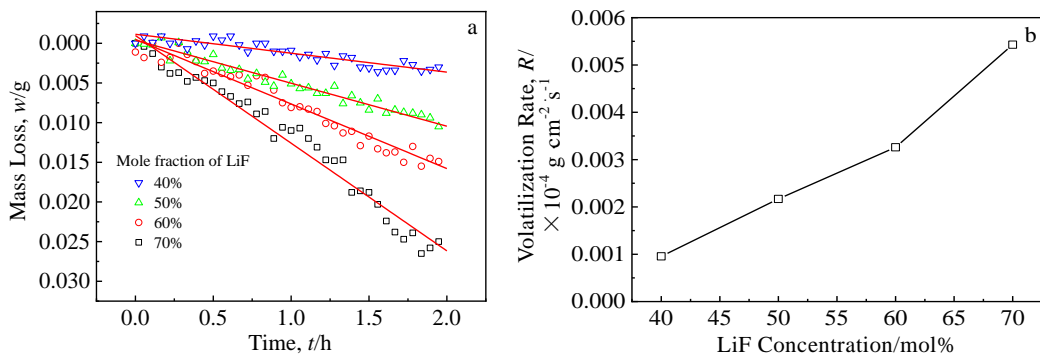 a
0.000
0.005
0.010
0.015
0.020
0.025
0.030
Mass Loss, w/g
Mole fraction of LiF
40%
50%
60%
70%
0.0 0.5 1.0 1.5 2.0
Time, t/h
b
0.006
0.005
0.004
0.003
0.002
0.001
0.000
Volatilization Rate, R/
×10⁻⁴ g cm⁻² s⁻¹
40 45 50 55 60 65 70
LiF Concentration/mol%